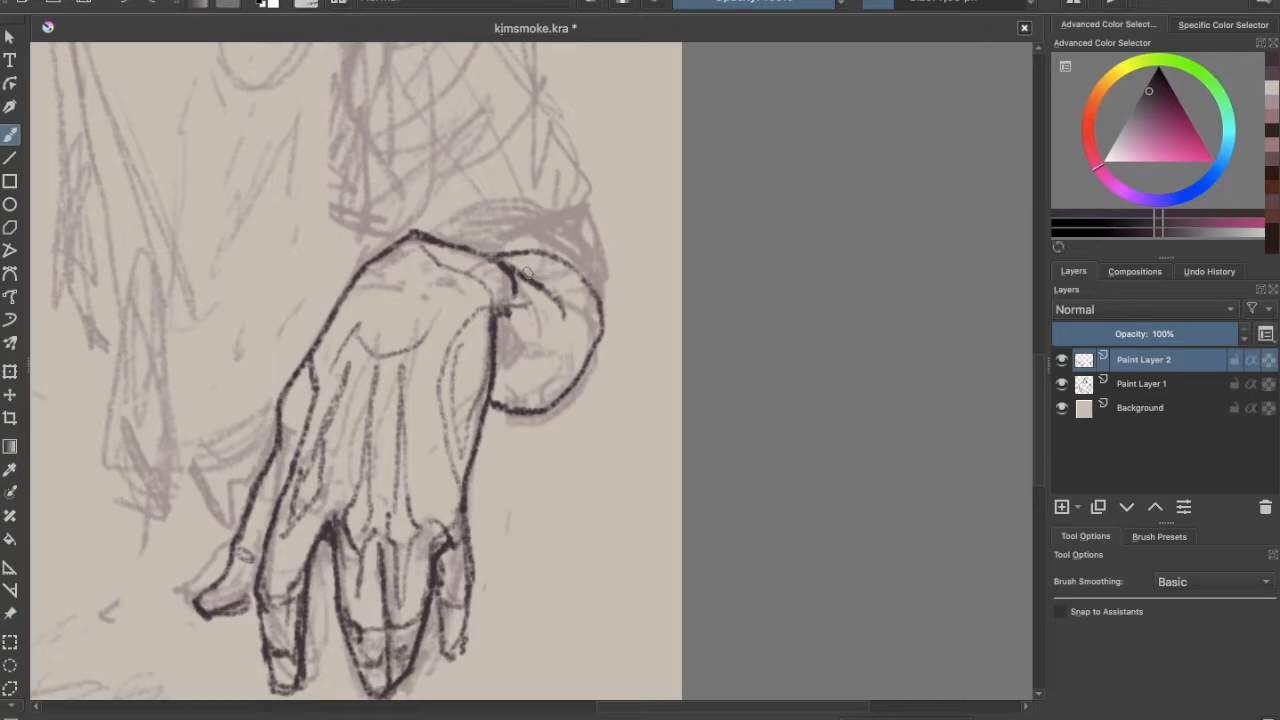 kimsmoke.kra *
Advanced Color Select...
Specific Color Selector
Advanced Color Selector
Layers
Compositions
Undo History
Layers
Normal
Opacity: 100%
Paint Layer 2
Paint Layer 1
Background
Tool Options
Brush Presets
Tool Options
Brush Smoothing:
Basic
Snap to Assistants